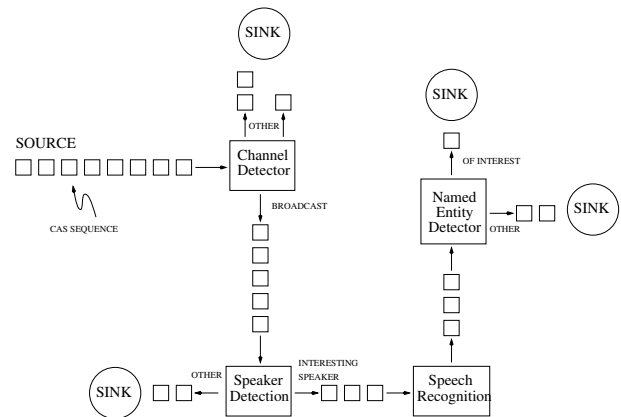 SINK
SINK
OTHER
SOURCE
Channel
Detector
OF INTEREST
Named
Entity
Detector
SINK
OTHER
BROADCAST
CAS SEQUENCE
OTHER
INTERESTING
SPEAKER
SINK
Speaker
Detection
Speech
Recognition